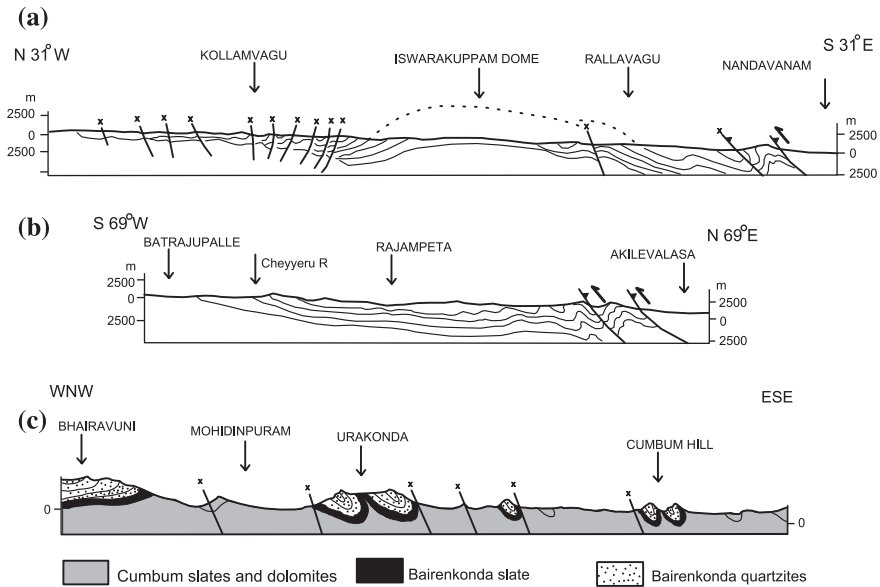 (a)
N 31°W
S 31°E
KOLLAMVAGU
ISWARAKUPPAM DOME
RALLAVAGU
NANDAVANAM
m
m
2500
0
2500
2500
0
2500
x x x x x x x x x x x
x
(b)
S 69°W
N 69°E
BATRAJUPALLE
Cheyyeru R
RAJAMPETA
AKILEVALASA
m
m
2500
0
2500
2500
0
2500
(c)
WNW
ESE
BHAIRAVUNI
MOHIDINPURAM
URAKONDA
CUMBUM HILL
x x x x x x
0
0
Cumbum slates and dolomites
Bairenkonda slate
Bairenkonda quartzites